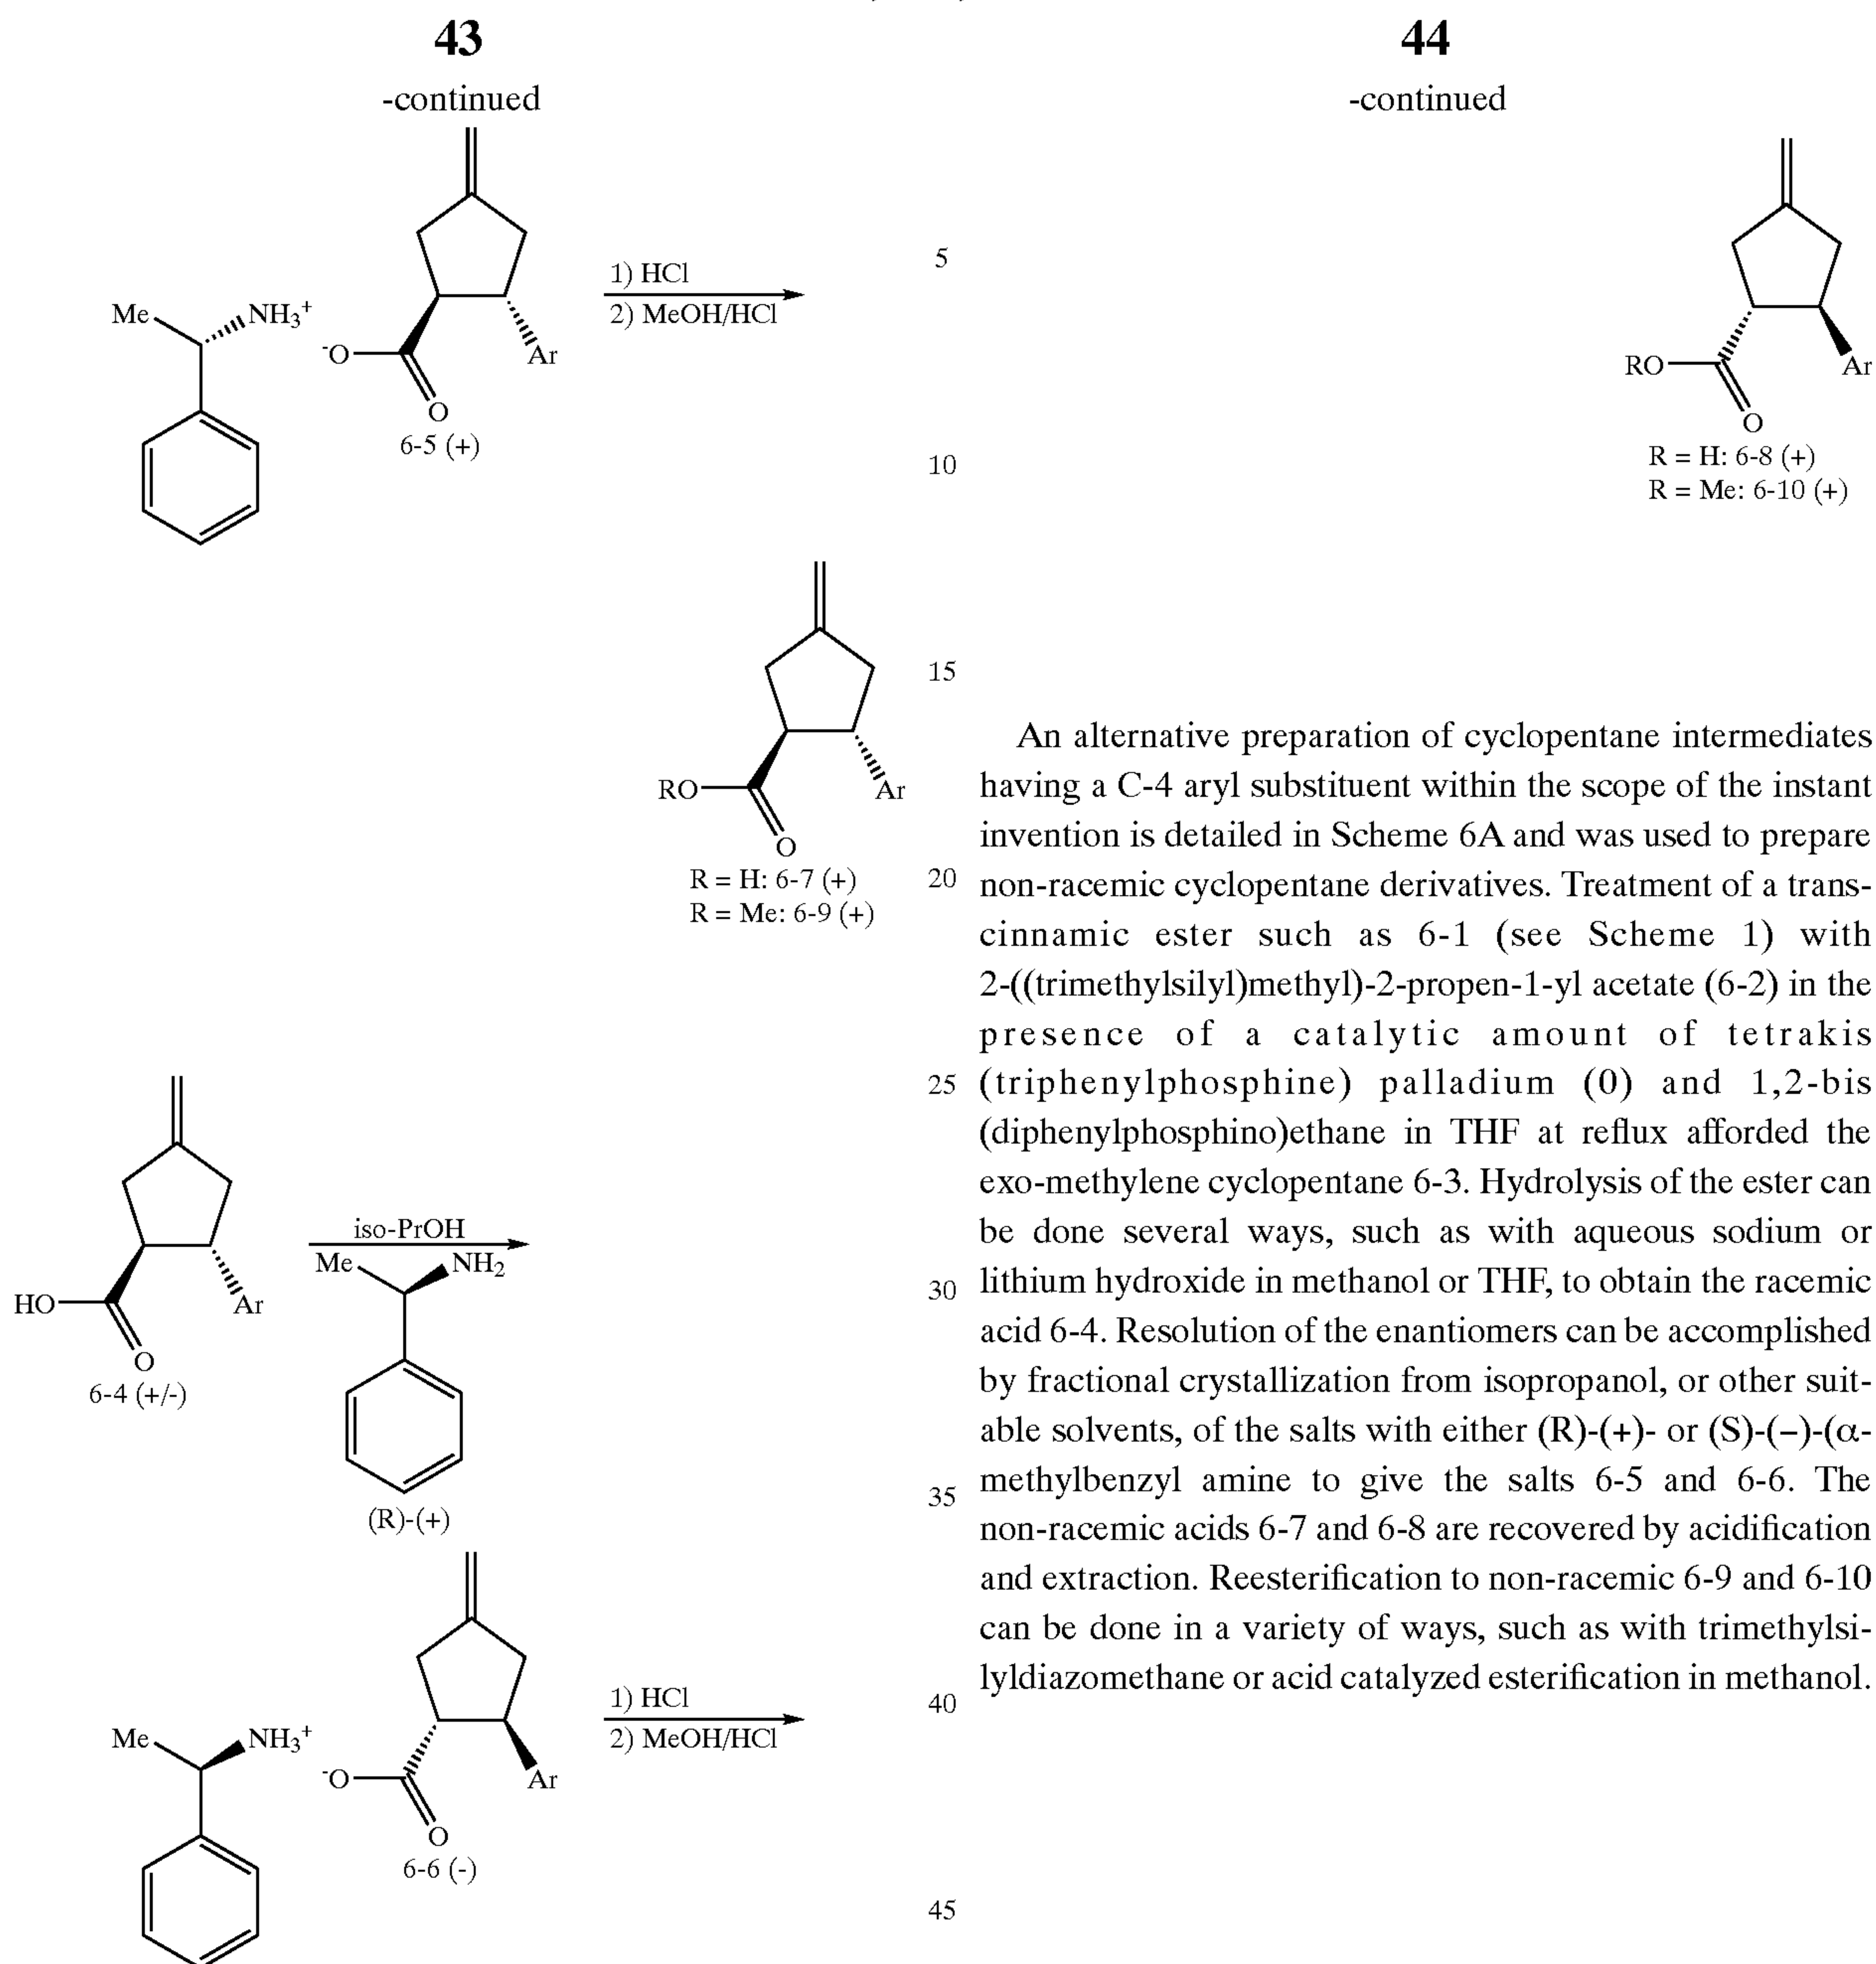 43
-continued
Me
NH3+
-O
O
Ar
6-5 (+)
1) HCl
2) MeOH/HCl
RO
O
Ar
R = H: 6-7 (+)
R = Me: 6-9 (+)
HO
O
Ar
6-4 (+/-)
iso-PrOH
Me
NH2
(R)-(+)
Me
NH3+
-O
O
Ar
6-6 (-)
1) HCl
2) MeOH/HCl
5
10
15
20
25
30
35
40
45
44
-continued
RO
O
Ar
R = H: 6-8 (+)
R = Me: 6-10 (+)
An alternative preparation of cyclopentane intermediates
having a C-4 aryl substituent within the scope of the instant
invention is detailed in Scheme 6A and was used to prepare
non-racemic cyclopentane derivatives. Treatment of a trans-
cinnamic ester such as 6-1 (see Scheme 1) with
2-((trimethylsilyl)methyl)-2-propen-1-yl acetate (6-2) in the
presence of a catalytic amount of tetrakis
(triphenylphosphine) palladium (0) and 1,2-bis
(diphenylphosphino)ethane in THF at reflux afforded the
exo-methylene cyclopentane 6-3. Hydrolysis of the ester can
be done several ways, such as with aqueous sodium or
lithium hydroxide in methanol or THF, to obtain the racemic
acid 6-4. Resolution of the enantiomers can be accomplished
by fractional crystallization from isopropanol, or other suit-
able solvents, of the salts with either (R)-(+)- or (S)-(−)-(α-
methylbenzyl amine to give the salts 6-5 and 6-6. The
non-racemic acids 6-7 and 6-8 are recovered by acidification
and extraction. Reesterification to non-racemic 6-9 and 6-10
can be done in a variety of ways, such as with trimethylsi-
lyldiazomethane or acid catalyzed esterification in methanol.